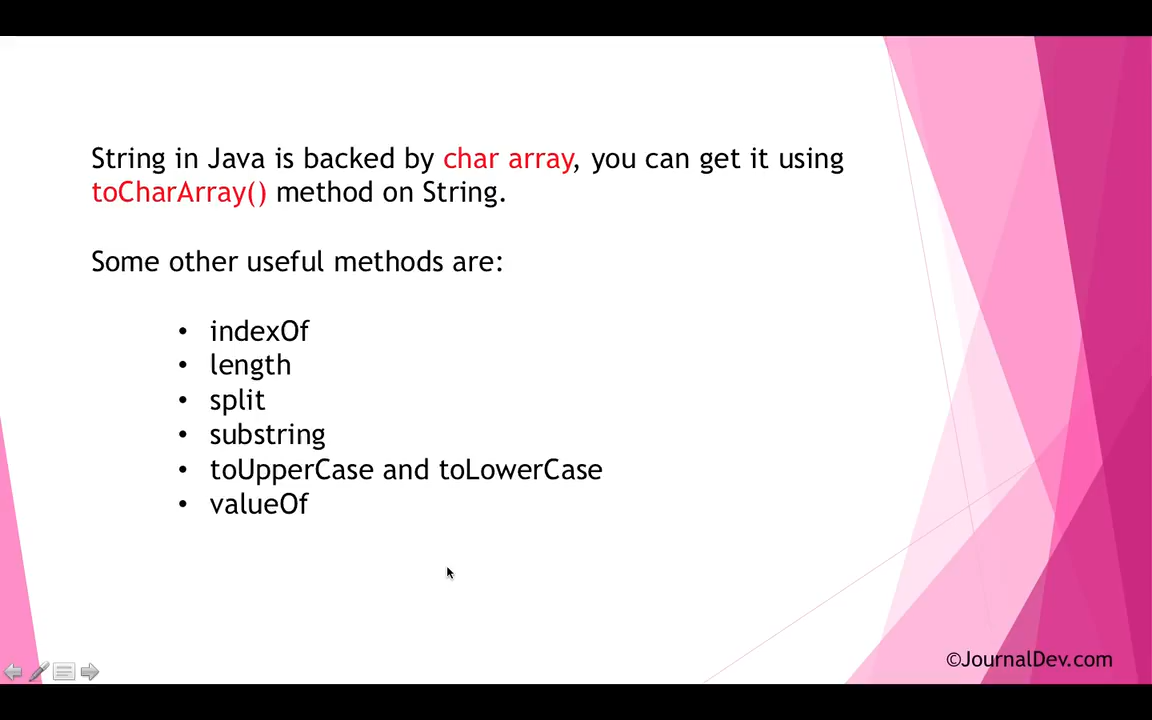 String in Java is backed by char array, you can get it using
toCharArray() method on String.
Some other useful methods are:
• indexOf
• length
• split
• substring
• toUpperCase and toLowerCase
• valueOf
©JournalDev.com